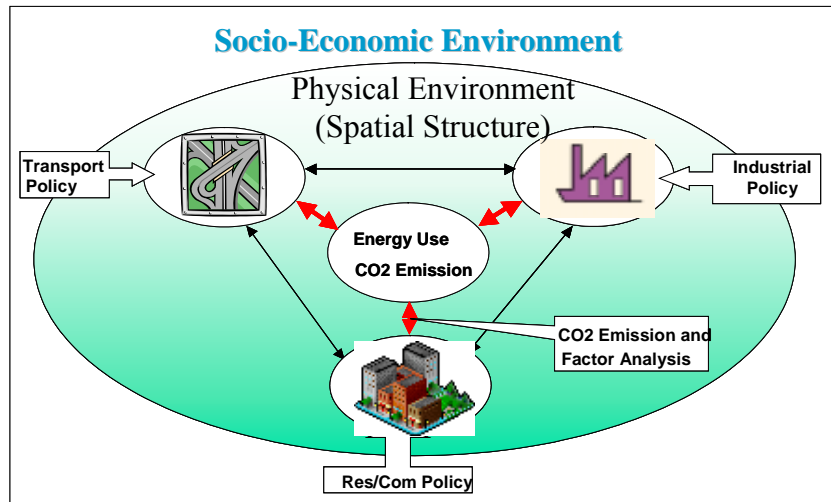 Socio-Economic Environment
Physical Environment
(Spatial Structure)
Transport
Policy
Industrial
Policy
Energy Use
CO2 Emission
CO2 Emission and
Factor Analysis
Res/Com Policy